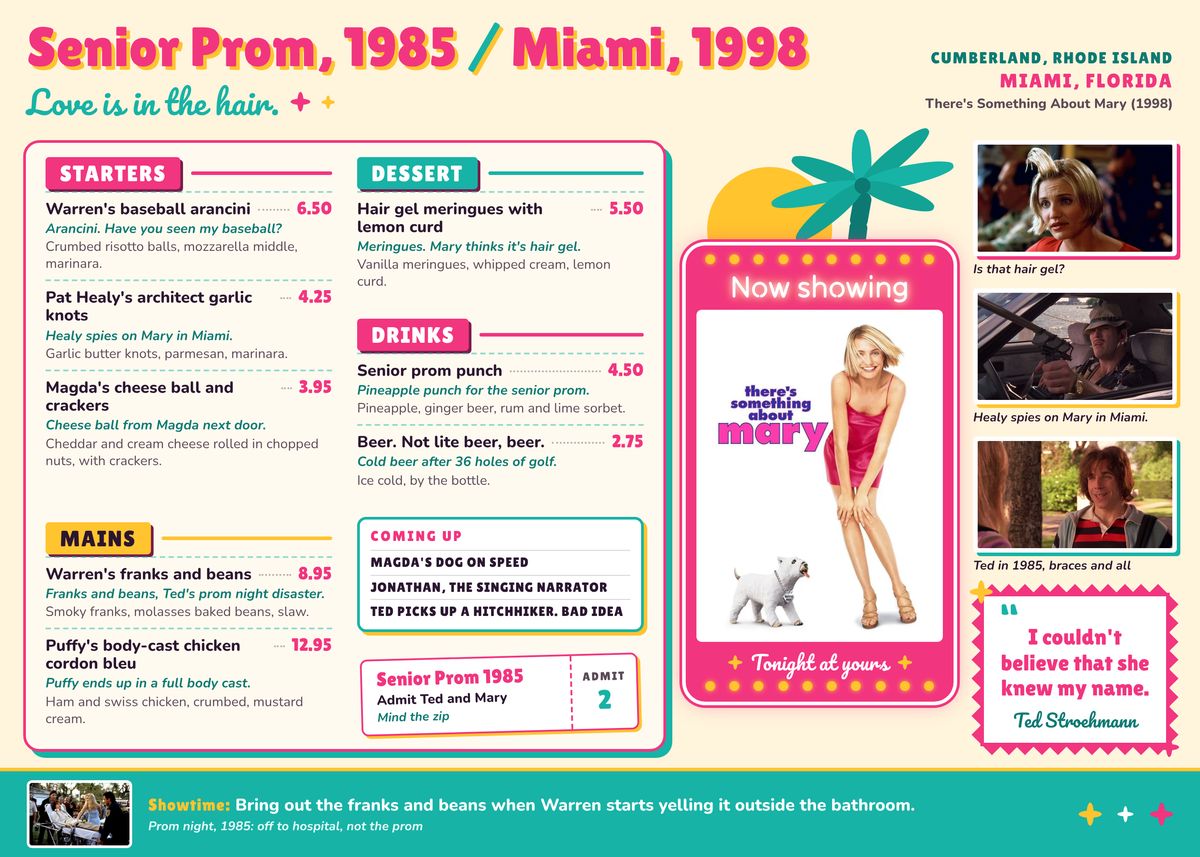 Senior Prom, 1985 / Miami, 1998
Love is in the hair.
CUMBERLAND, RHODE ISLAND
MIAMI, FLORIDA
There's Something About Mary (1998)
STARTERS
Warren's baseball arancini 6.50
Arancini. Have you seen my baseball?
Crumbed risotto balls, mozzarella middle,
marinara.
Pat Healy's architect garlic 4.25
knots
Healy spies on Mary in Miami.
Garlic butter knots, parmesan, marinara.
Magda's cheese ball and 3.95
crackers
Cheese ball from Magda next door.
Cheddar and cream cheese rolled in chopped
nuts, with crackers.
MAINS
Warren's franks and beans 8.95
Franks and beans, Ted's prom night disaster.
Smoky franks, molasses baked beans, slaw.
Puffy's body-cast chicken 12.95
cordon bleu
Puffy ends up in a full body cast.
Ham and swiss chicken, crumbed, mustard
cream.
DESSERT
Hair gel meringues with 5.50
lemon curd
Meringues. Mary thinks it's hair gel.
Vanilla meringues, whipped cream, lemon
curd.
DRINKS
Senior prom punch 4.50
Pineapple punch for the senior prom.
Pineapple, ginger beer, rum and lime sorbet.
Beer. Not lite beer, beer. 2.75
Cold beer after 36 holes of golf.
Ice cold, by the bottle.
COMING UP
MAGDA'S DOG ON SPEED
JONATHAN, THE SINGING NARRATOR
TED PICKS UP A HITCHHIKER. BAD IDEA
Senior Prom 1985
Admit Ted and Mary
Mind the zip
ADMIT
2
Now showing
there's
something
about
mary
Tonight at yours
Is that hair gel?
Healy spies on Mary in Miami.
Ted in 1985, braces and all
"
I couldn't
believe that she
knew my name.
Ted Stroehmann
Showtime: Bring out the franks and beans when Warren starts yelling it outside the bathroom.
Prom night, 1985: off to hospital, not the prom